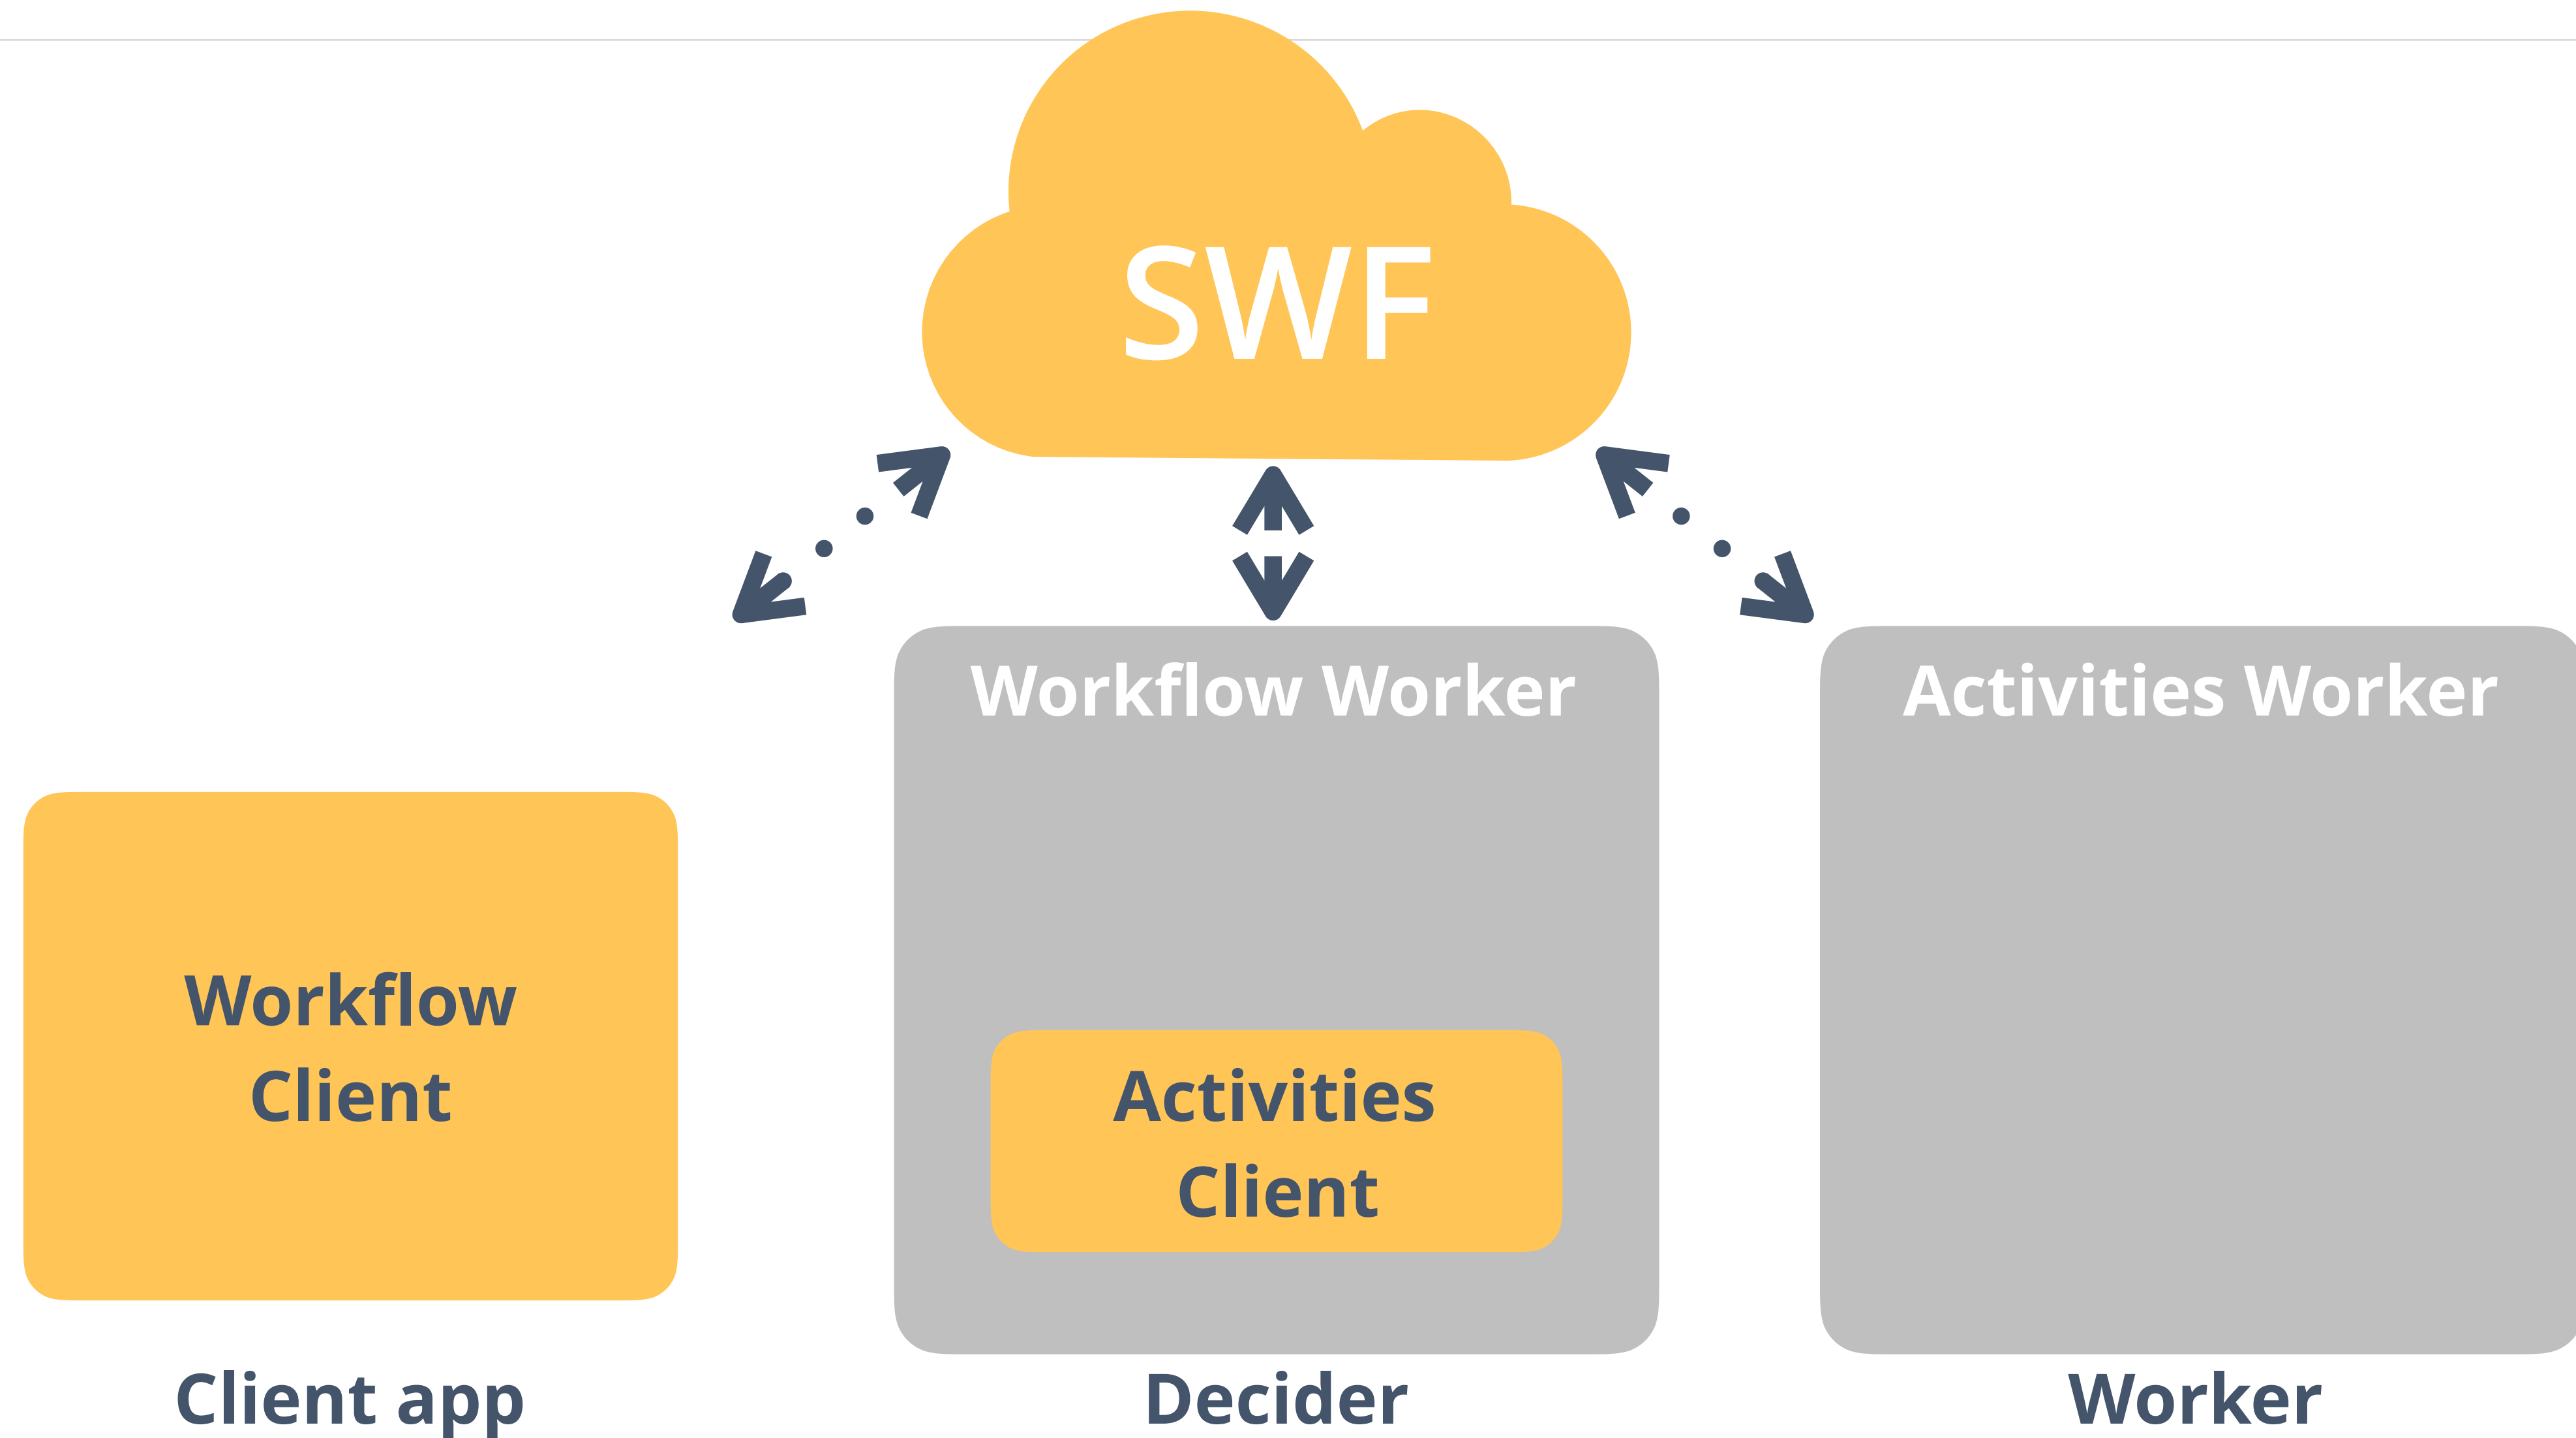 SWF
Workflow Worker
Activities Worker
Workflow
Client
Activities
Client
Client app
Decider
Worker